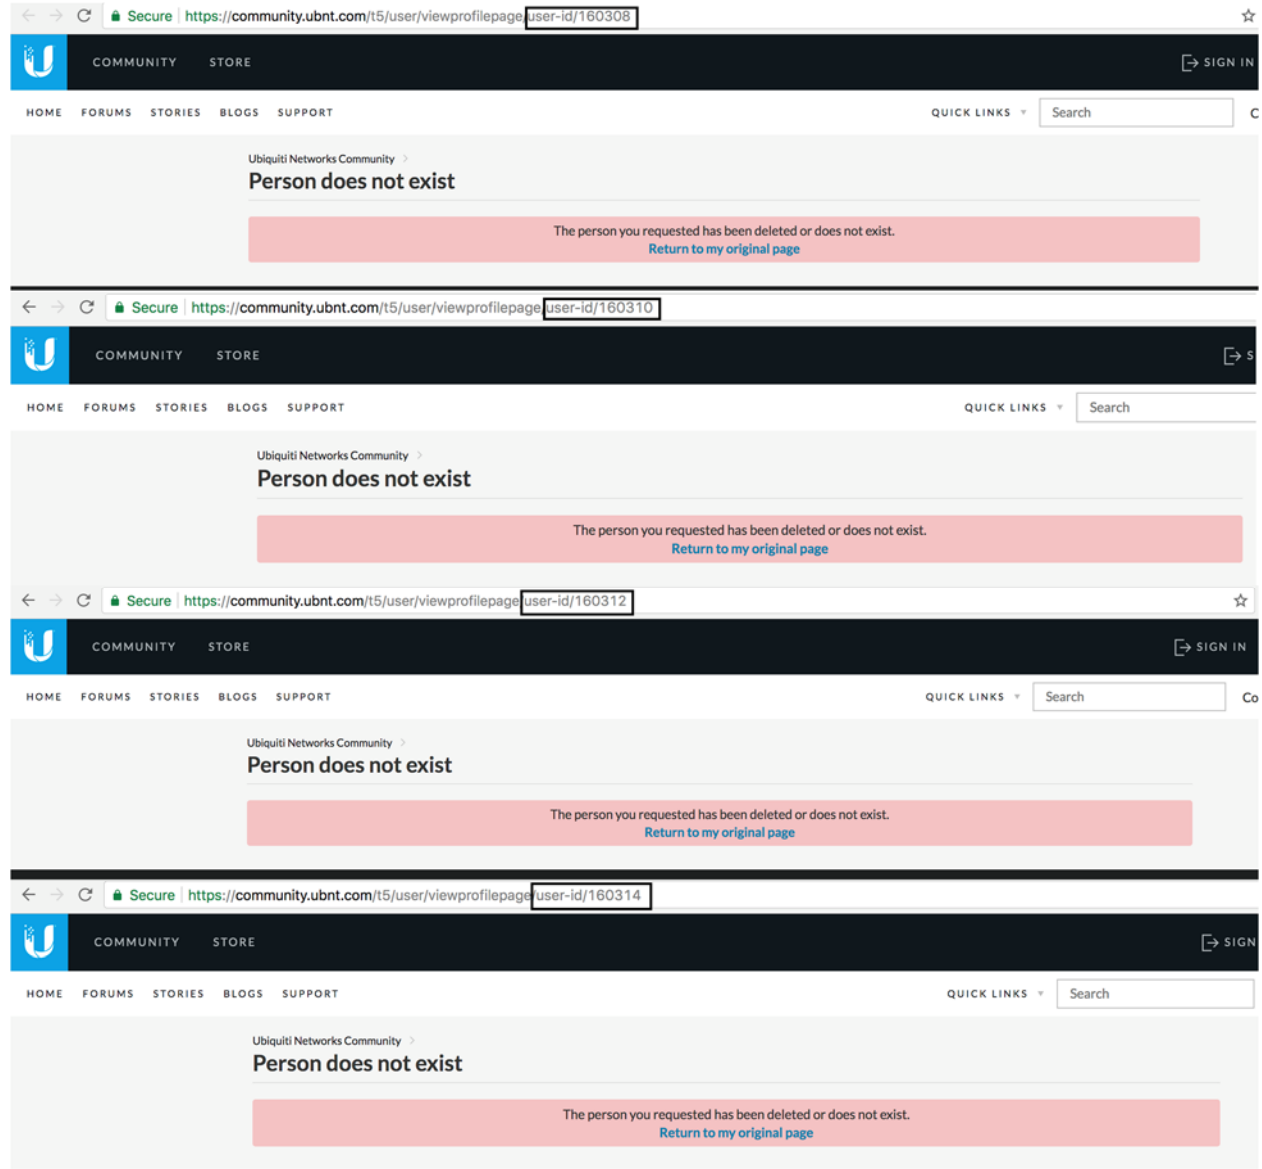 Secure https://community.ubnt.com/t5/user/viewprofilepage/user-id/160308
COMMUNITY STORE SIGN IN
HOME FORUMS STORIES BLOGS SUPPORT QUICK LINKS Search C
Ubiquiti Networks Community
Person does not exist
The person you requested has been deleted or does not exist.
Return to my original page
Secure https://community.ubnt.com/t5/user/viewprofilepage/user-id/160310
COMMUNITY STORE S
HOME FORUMS STORIES BLOGS SUPPORT QUICK LINKS Search
Ubiquiti Networks Community
Person does not exist
The person you requested has been deleted or does not exist.
Return to my original page
Secure https://community.ubnt.com/t5/user/viewprofilepage/user-id/160312
COMMUNITY STORE SIGN IN
HOME FORUMS STORIES BLOGS SUPPORT QUICK LINKS Search Co
Ubiquiti Networks Community
Person does not exist
The person you requested has been deleted or does not exist.
Return to my original page
Secure https://community.ubnt.com/t5/user/viewprofilepage/user-id/160314
COMMUNITY STORE SIGN
HOME FORUMS STORIES BLOGS SUPPORT QUICK LINKS Search
Ubiquiti Networks Community
Person does not exist
The person you requested has been deleted or does not exist.
Return to my original page